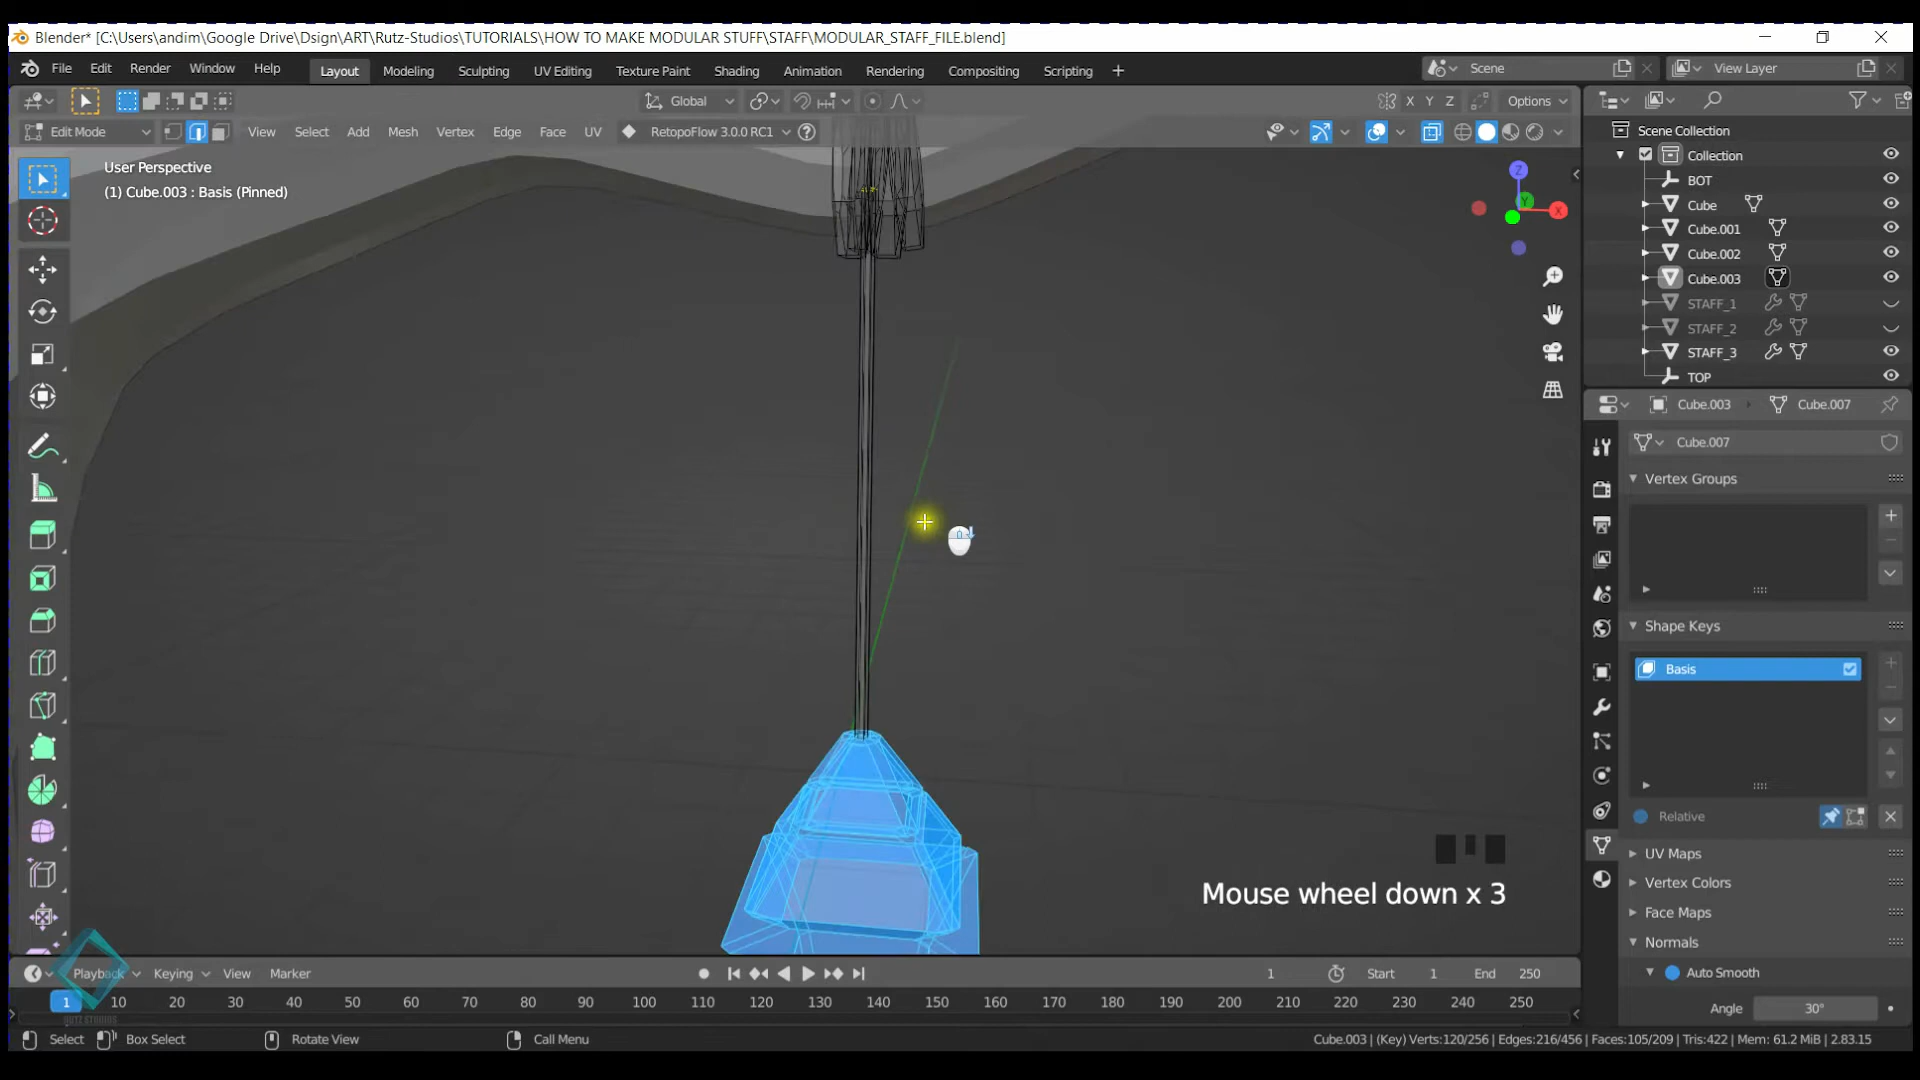 Blender* [C:\Users\andim\Google Drive\Dsign\ART\Rutz-Studios\TUTORIALS\HOW TO MAKE MODULAR STUFF\STAFF\MODULAR_STAFF_FILE.blend]
File Edit Render Window Help Layout Modeling Sculpting UV Editing Texture Paint Shading Animation Rendering Compositing Scripting + Scene View Layer
Global X Y Z Options
Edit Mode View Select Add Mesh Vertex Edge Face UV RetopoFlow 3.0.0 RC1
User Perspective
(1) Cube.003 : Basis (Pinned)
Z
Y
X
Scene Collection
Collection
BOT
Cube
Cube.001
Cube.002
Cube.003
STAFF_1
STAFF_2
STAFF_3
TOP
Cube.003 Cube.007
Cube.007
Vertex Groups
Shape Keys
Basis
Relative
UV Maps
Vertex Colors
Face Maps
Normals
Auto Smooth
Angle 30°
Mouse wheel down x 3
Playback Keying View Marker 1 Start 1 End 250
1 10 20 30 40 50 60 70 80 90 100 110 120 130 140 150 160 170 180 190 200 210 220 230 240 250
RUTZ STUDIOS
Select Box Select Rotate View Call Menu Cube.003 | (Key) Verts:120/256 | Edges:216/456 | Faces:105/209 | Tris:422 | Mem: 61.2 MiB | 2.83.15